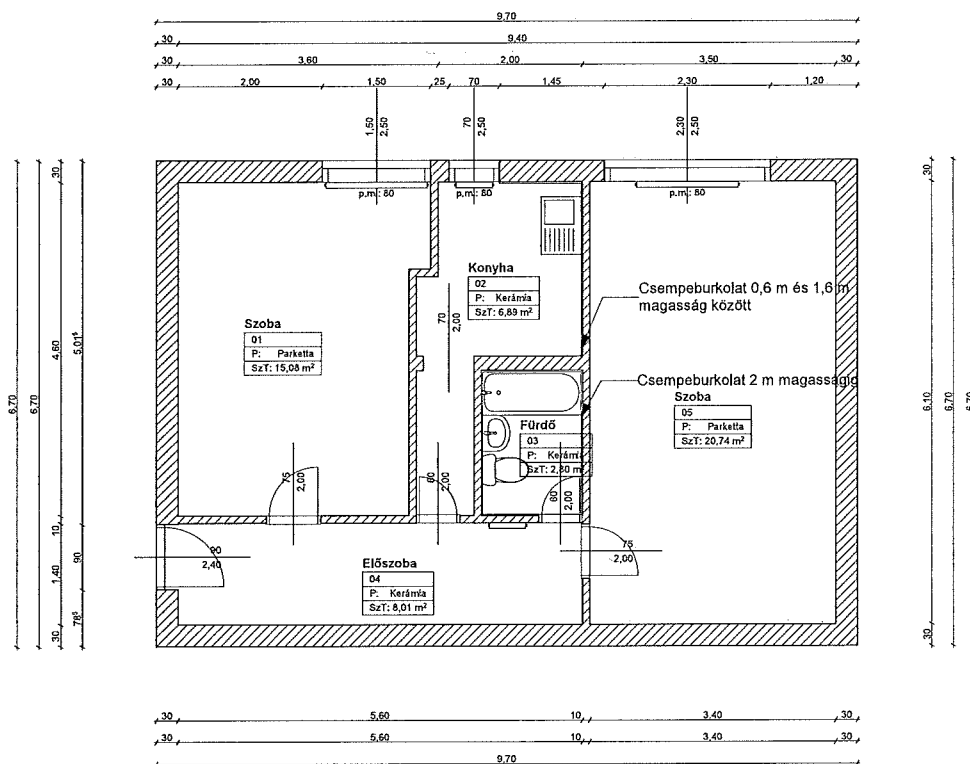 9,70
30 9,40
30 3,60 2,00 3,50 30
30 2,00 1,50 25 70 1,45 2,30 1,20
1,50 2,50
70 2,50
2,30 2,50
p.m.: 80
p.m.: 80
p.m.: 80
6,70
6,70
30 4,60 10 1,40 30
5,01⁵ 90 78⁵
30 6,10 30
6,70
6,70
Konyha
02
P: Kerámia
SzT: 6,89 m²
70 2,00
Csempeburkolat 0,6 m és 1,6 m
magasság között
Szoba
01
P: Parketta
SzT: 15,08 m²
Csempeburkolat 2 m magasságig
Szoba
05
P: Parketta
SzT: 20,74 m²
Fürdő
03
P: Kerámia
SzT: 2,80 m²
75 2,00
60 2,00
60 2,00
90
2,40
75
2,00
Előszoba
04
P: Kerámia
SzT: 8,01 m²
30 5,60 10 3,40 30
30 5,60 10 3,40 30
9,70